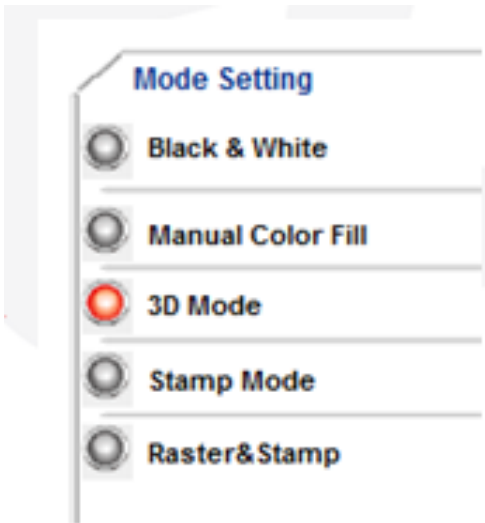 Mode Setting
Black & White
Manual Color Fill
3D Mode
Stamp Mode
Raster&Stamp